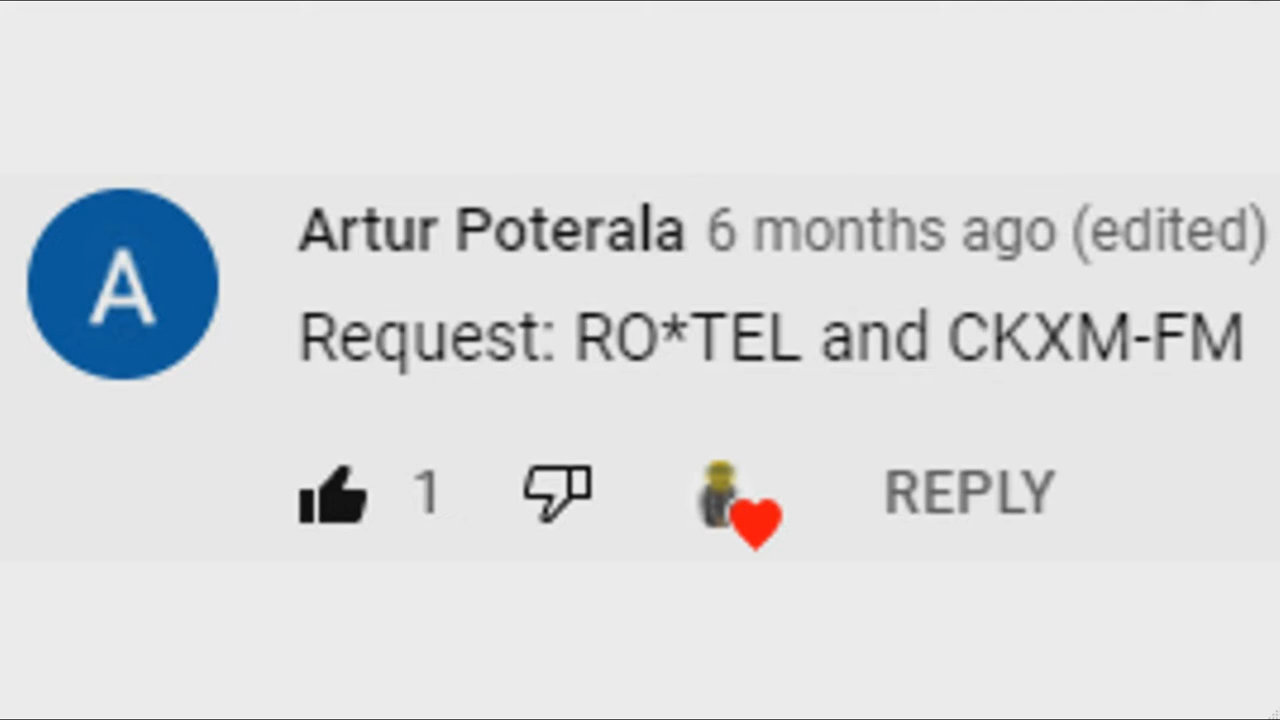 A
Artur Poterala 6 months ago (edited)
Request: RO*TEL and CKXM-FM
1 REPLY